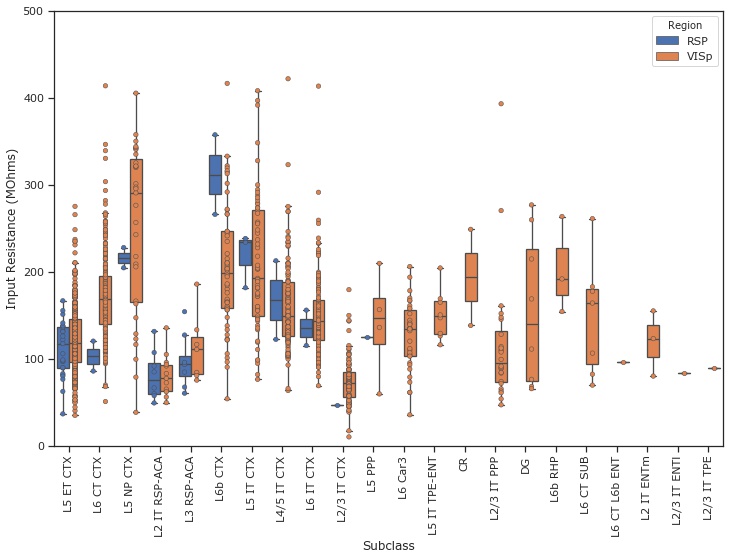 500
400
300
200
100
0
Input Resistance (MOhms)
Region
RSP
VISp
L5 ET CTX
L6 CT CTX
L5 NP CTX
L2 IT RSP-ACA
L3 RSP-ACA
L6b CTX
L5 IT CTX
L4/5 IT CTX
L6 IT CTX
L2/3 IT CTX
L5 PPP
L6 Car3
L5 IT TPE-ENT
CR
L2/3 IT PPP
DG
L6b RHP
L6 CT SUB
L6 CT L6b ENT
L2 IT ENTm
L2/3 IT ENTl
L2/3 IT TPE
Subclass